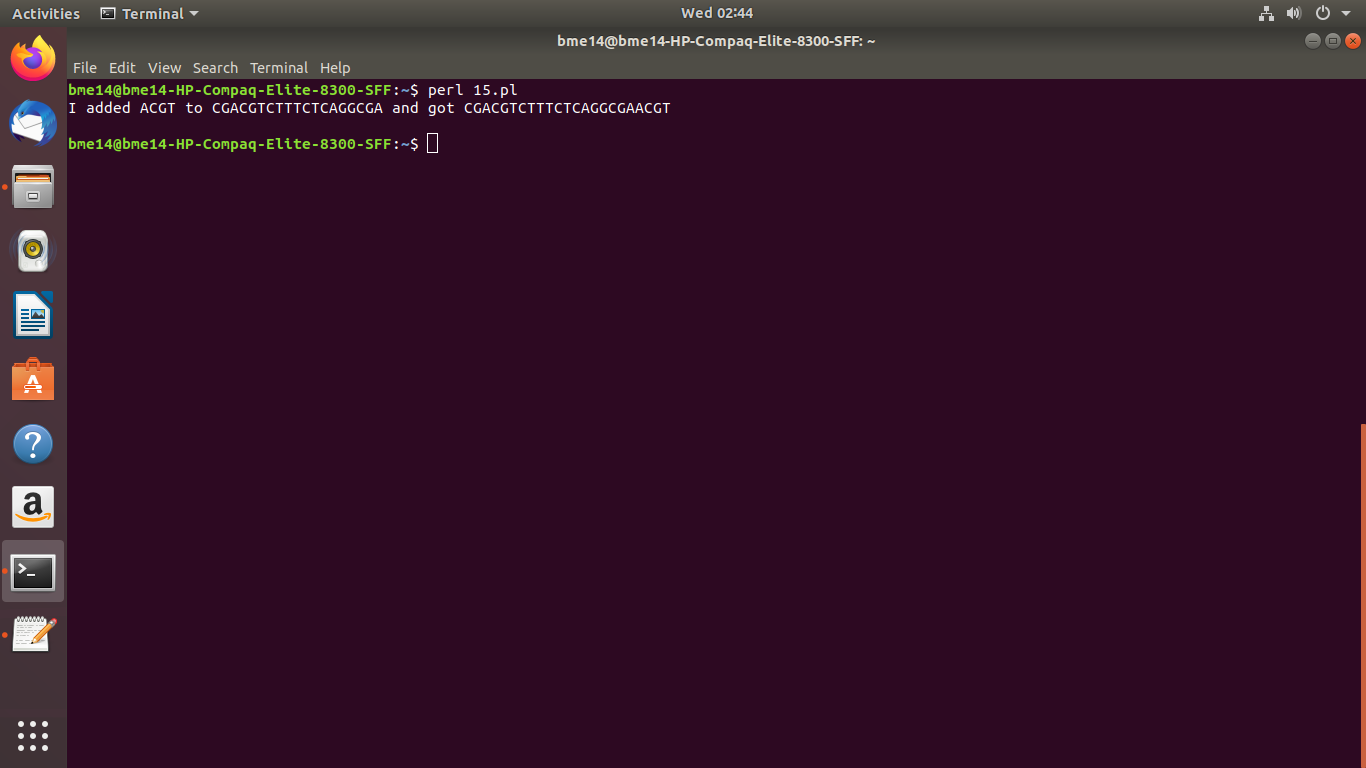 Activities Terminal Wed 02:44
bme14@bme14-HP-Compaq-Elite-8300-SFF: ~
File Edit View Search Terminal Help
bme14@bme14-HP-Compaq-Elite-8300-SFF:~$ perl 15.pl
I added ACGT to CGACGTCTTTCTCAGGCGA and got CGACGTCTTTCTCAGGCGAACGT
bme14@bme14-HP-Compaq-Elite-8300-SFF:~$